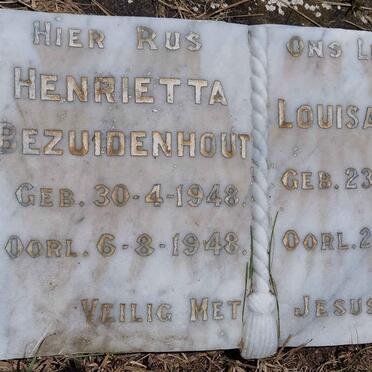 HIER RUS
HENRIETTA
BEZUIDENHOUT
GEB. 30-4-1948.
OORL. 6-8-1948.
ONS
LOUISA
GEB. 23
OORL. 2
VEILIG MET JESUS